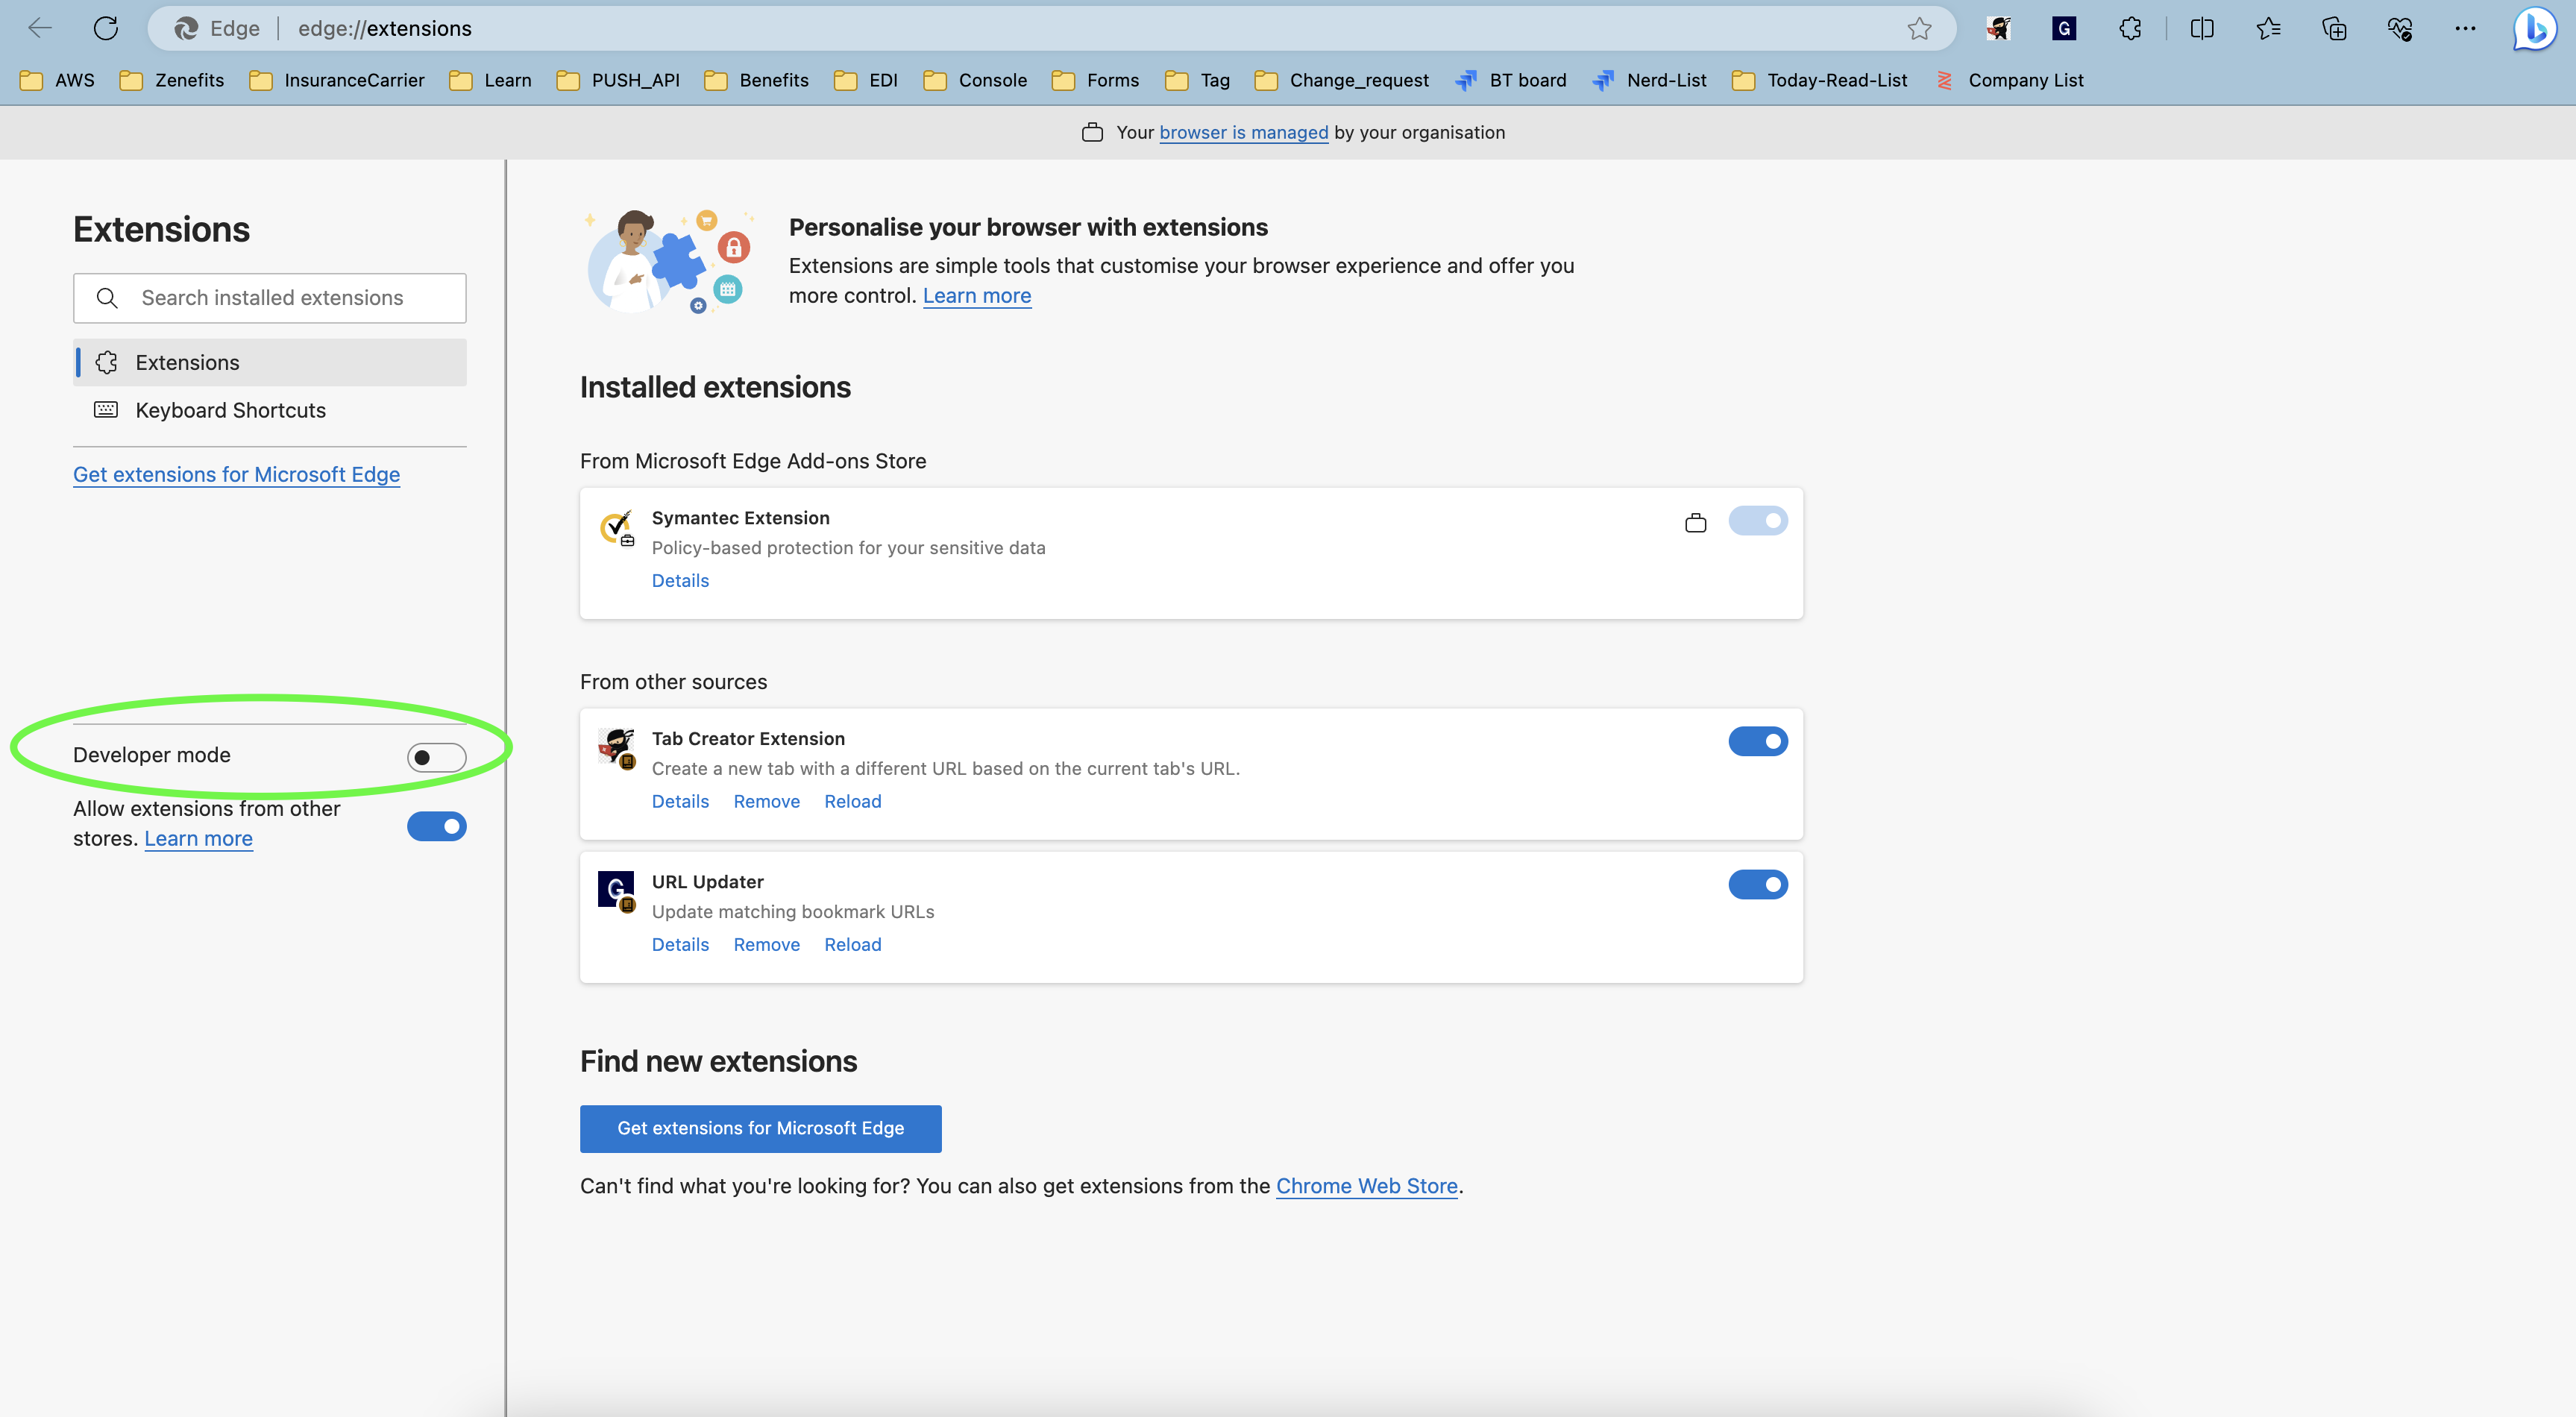 Edge edge://extensions
AWS Zenefits InsuranceCarrier Learn PUSH_API Benefits EDI Console Forms Tag Change_request BT board Nerd-List Today-Read-List Company List
Your browser is managed by your organisation
Extensions
Search installed extensions
Extensions
Keyboard Shortcuts
Get extensions for Microsoft Edge
Developer mode
Allow extensions from other
stores. Learn more
Personalise your browser with extensions
Extensions are simple tools that customise your browser experience and offer you
more control. Learn more
Installed extensions
From Microsoft Edge Add-ons Store
Symantec Extension
Policy-based protection for your sensitive data
Details
From other sources
Tab Creator Extension
Create a new tab with a different URL based on the current tab's URL.
Details Remove Reload
G
URL Updater
Update matching bookmark URLs
Details Remove Reload
Find new extensions
Get extensions for Microsoft Edge
Can't find what you're looking for? You can also get extensions from the Chrome Web Store.